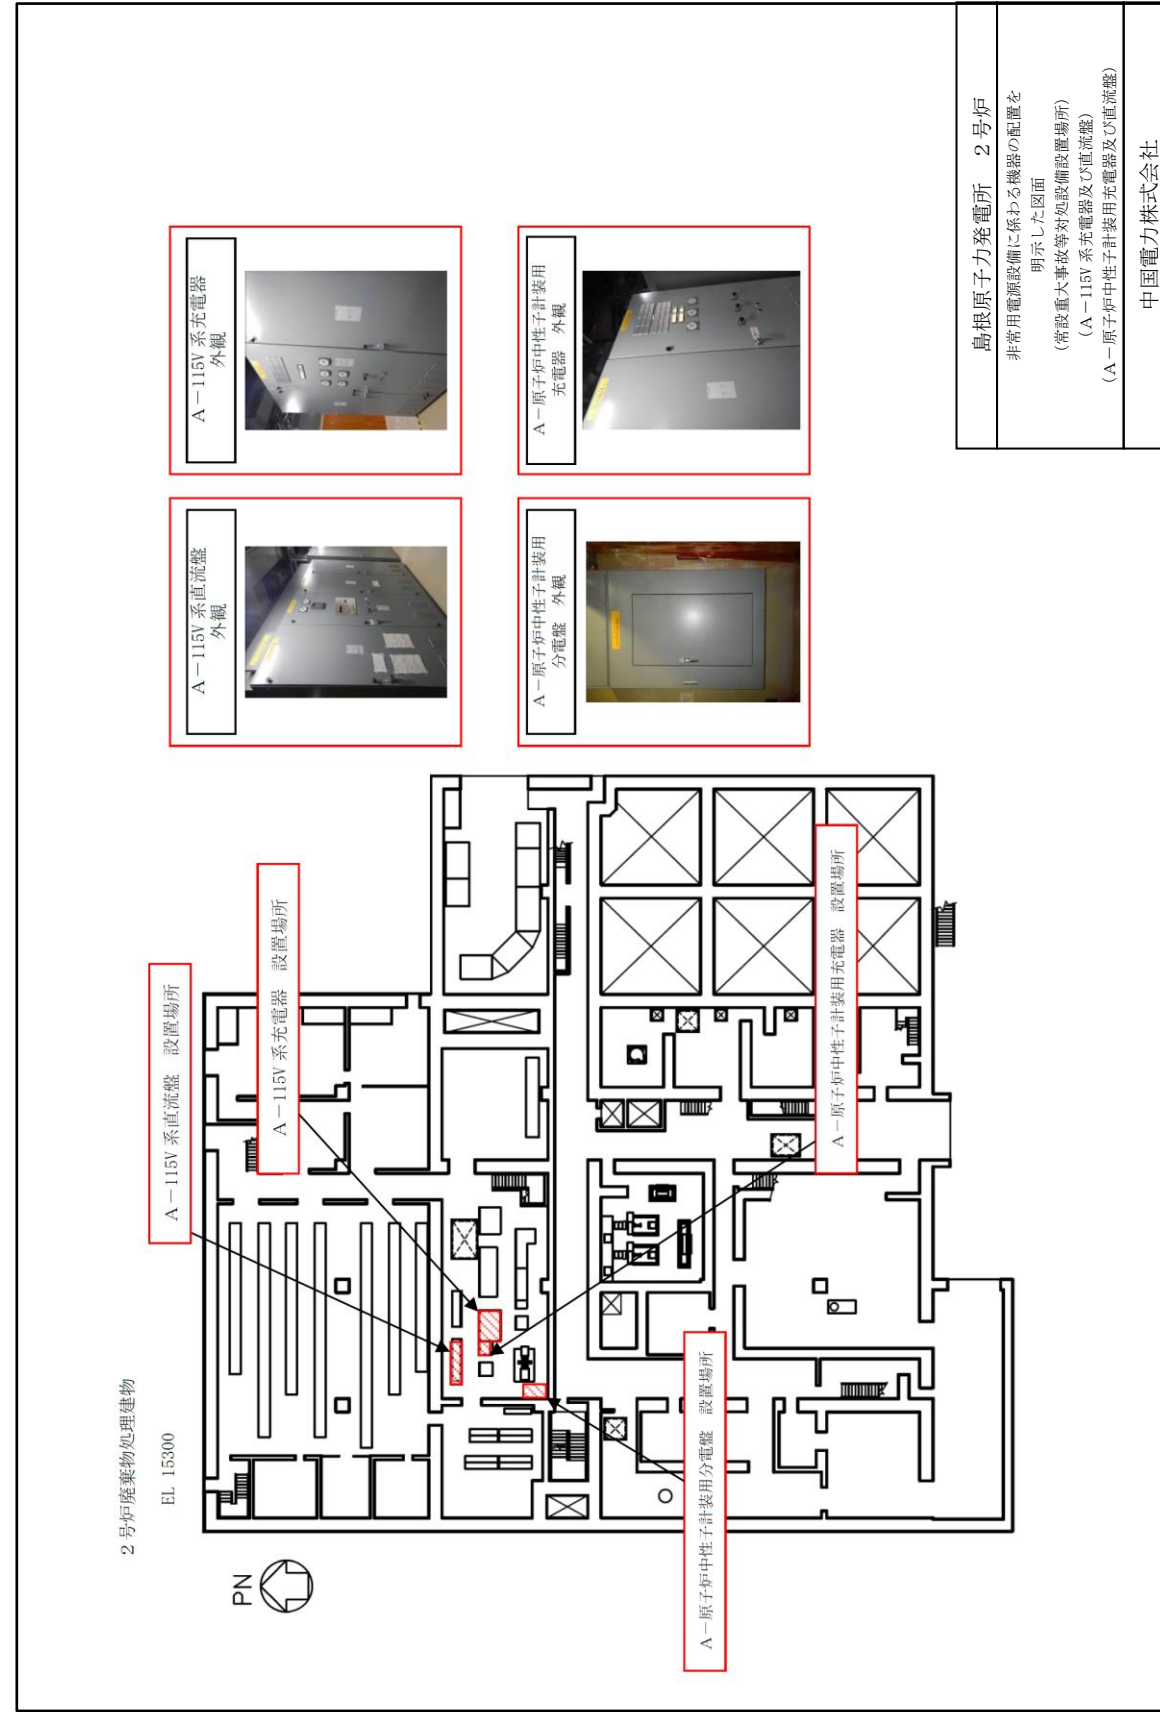 2号炉廃棄物処理建物
EL 15300
PN
A－115V 系直流盤　設置場所
A－115V 系充電器　設置場所
A－原子炉中性子計装用分電盤　設置場所
A－原子炉中性子計装用充電器　設置場所
A－115V 系直流盤
外観
A－115V 系充電器
外観
A－原子炉中性子計装用
分電盤　外観
A－原子炉中性子計装用
充電器　外観
島根原子力発電所　2号炉
非常用電源設備に係わる機器の配置を
明示した図面
（常設重大事故等対処設備設置場所）
（A－115V 系充電器及び直流盤）
（A－原子炉中性子計装用充電器及び直流盤）
中国電力株式会社